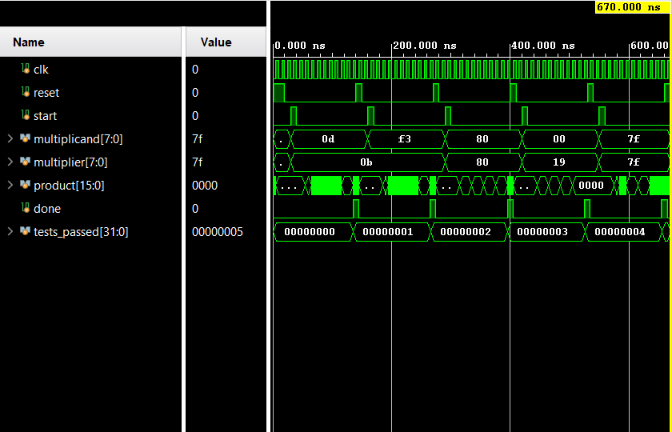 670.000 ns
Name Value
0.000 ns 200.000 ns 400.000 ns 600.00
clk 0
reset 0
start 0
multiplicand[7:0] 7f . 0d f3 80 00 7f
multiplier[7:0] 7f . 0b 80 19 7f
product[15:0] 0000 ... .. .. .. 0000
done 0
tests_passed[31:0] 00000005 00000000 00000001 00000002 00000003 00000004